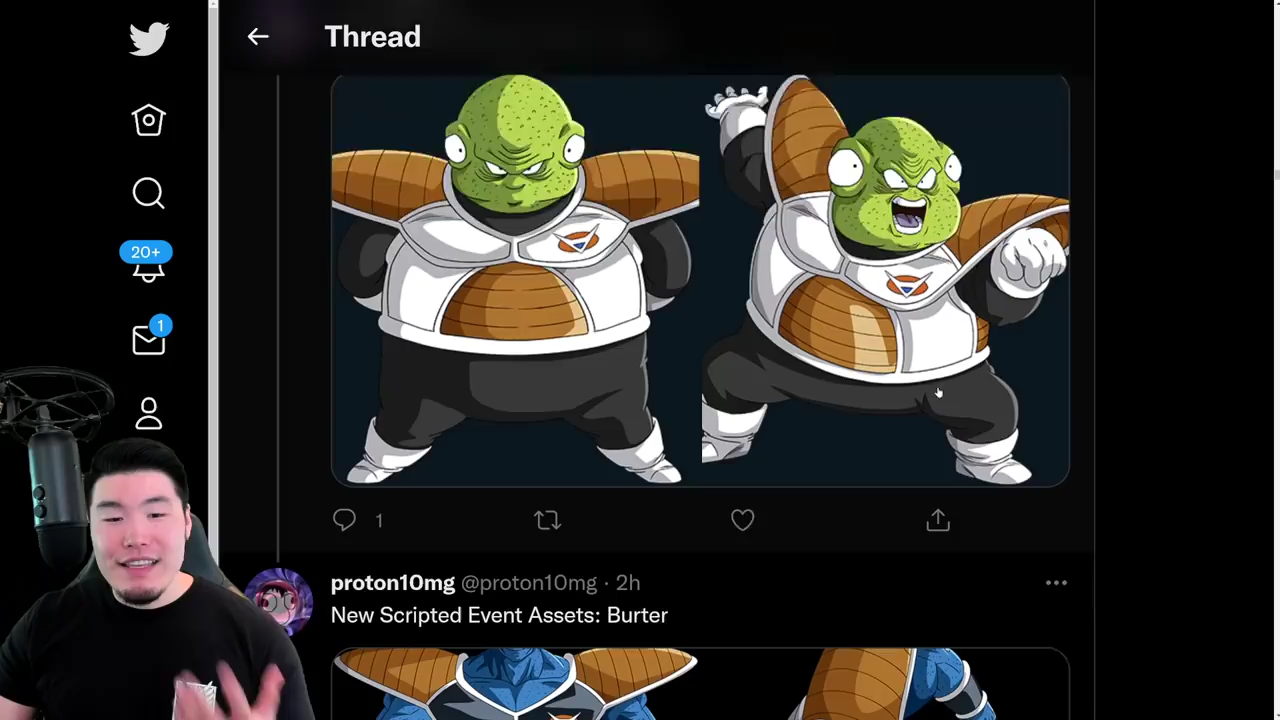 Thread
20+
1
1
proton10mg @proton10mg · 2h
New Scripted Event Assets: Burter